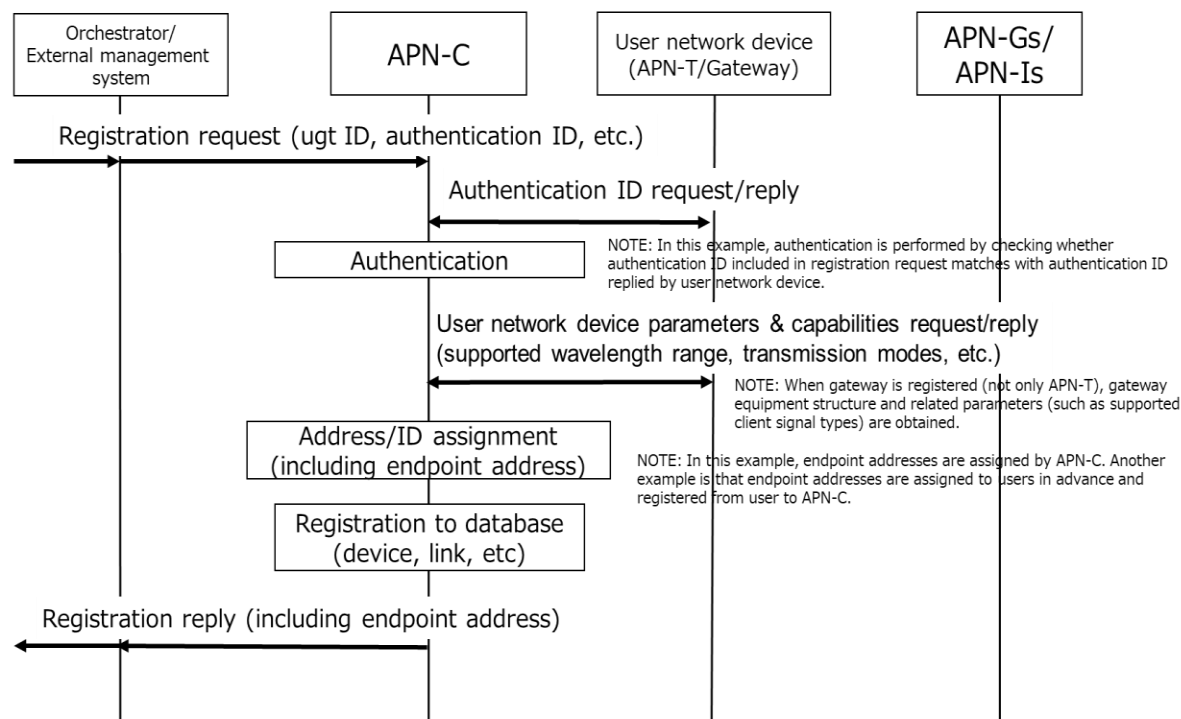 Orchestrator/
External management
system
APN-C
User network device
(APN-T/Gateway)
APN-Gs/
APN-Is
Registration request (ugt ID, authentication ID, etc.)
Authentication ID request/reply
Authentication
NOTE: In this example, authentication is performed by checking whether
authentication ID included in registration request matches with authentication ID
replied by user network device.
User network device parameters & capabilities request/reply
(supported wavelength range, transmission modes, etc.)
NOTE: When gateway is registered (not only APN-T), gateway
equipment structure and related parameters (such as supported
client signal types) are obtained.
Address/ID assignment
(including endpoint address)
NOTE: In this example, endpoint addresses are assigned by APN-C. Another
example is that endpoint addresses are assigned to users in advance and
registered from user to APN-C.
Registration to database
(device, link, etc)
Registration reply (including endpoint address)